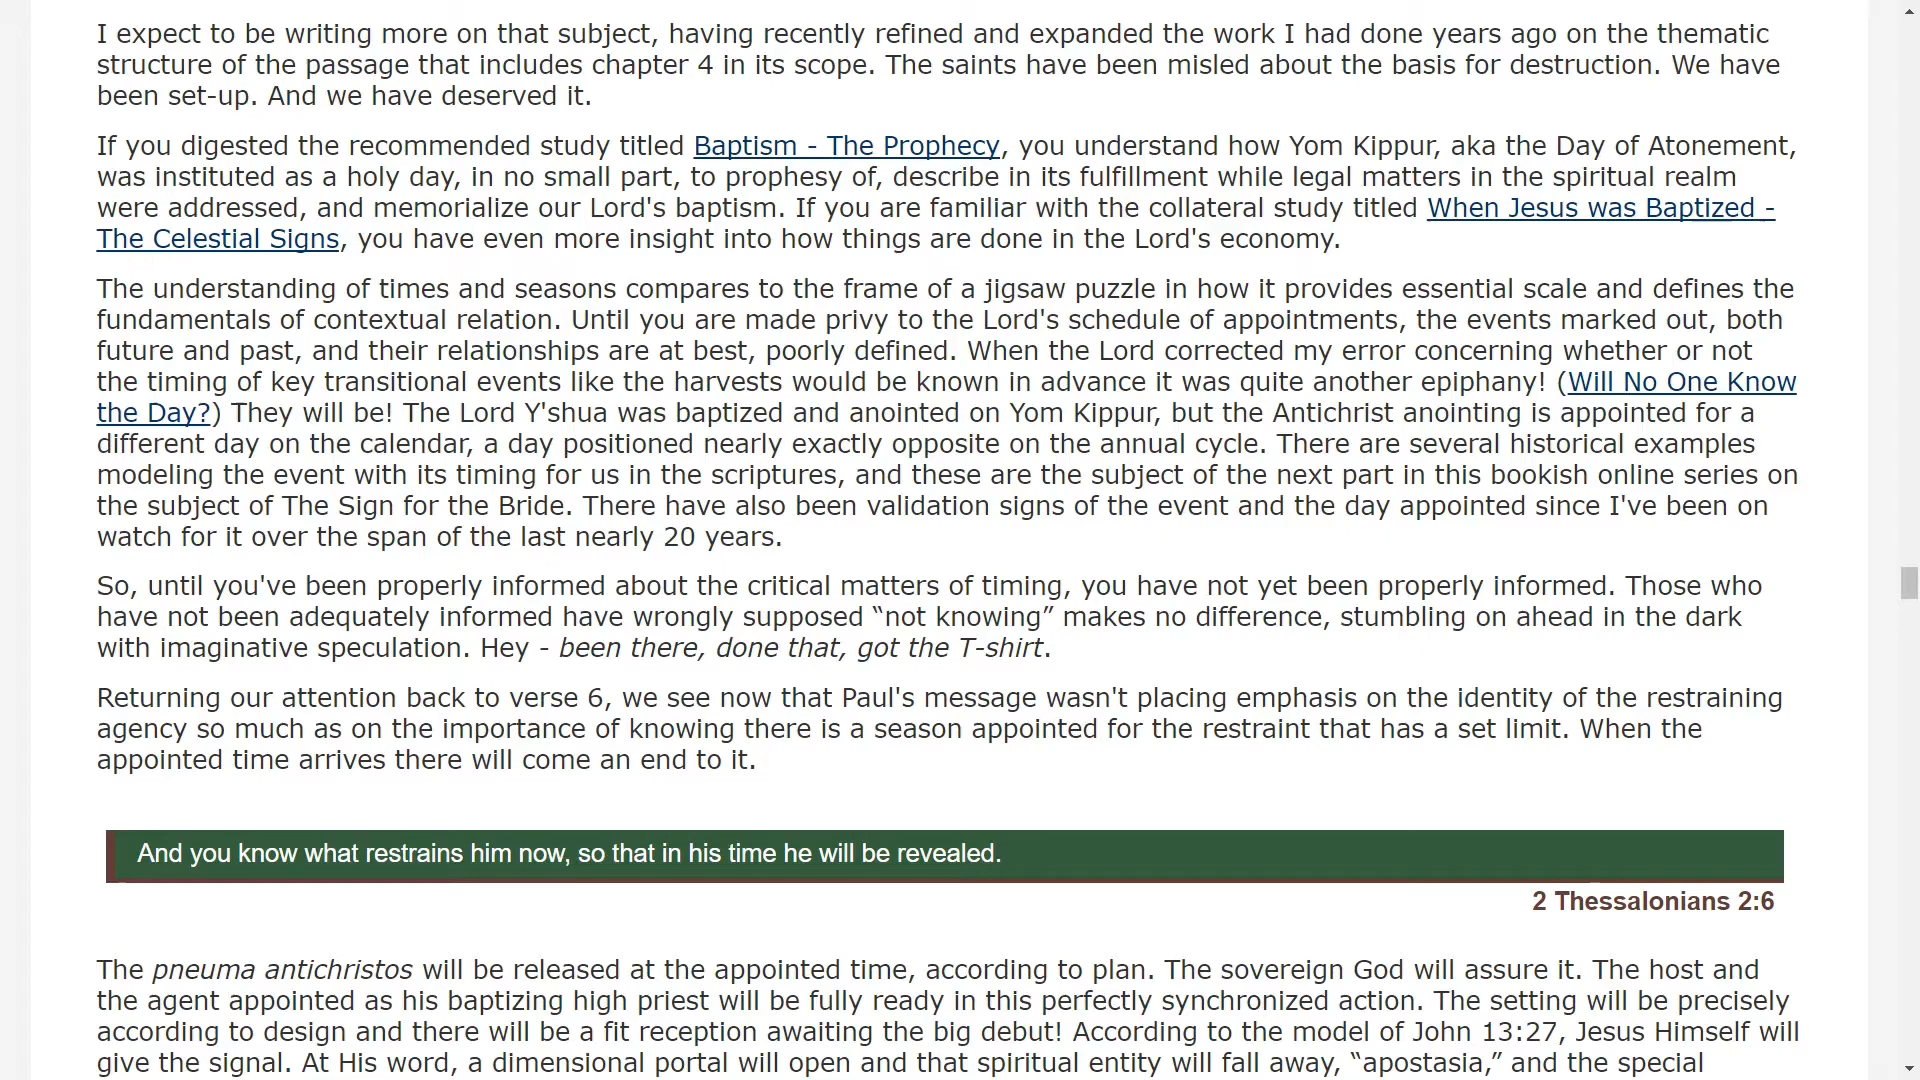 I expect to be writing more on that subject, having recently refined and expanded the work I had done years ago on the thematic
structure of the passage that includes chapter 4 in its scope. The saints have been misled about the basis for destruction. We have
been set-up. And we have deserved it.
If you digested the recommended study titled Baptism - The Prophecy, you understand how Yom Kippur, aka the Day of Atonement,
was instituted as a holy day, in no small part, to prophesy of, describe in its fulfillment while legal matters in the spiritual realm
were addressed, and memorialize our Lord's baptism. If you are familiar with the collateral study titled When Jesus was Baptized -
The Celestial Signs, you have even more insight into how things are done in the Lord's economy.
The understanding of times and seasons compares to the frame of a jigsaw puzzle in how it provides essential scale and defines the
fundamentals of contextual relation. Until you are made privy to the Lord's schedule of appointments, the events marked out, both
future and past, and their relationships are at best, poorly defined. When the Lord corrected my error concerning whether or not
the timing of key transitional events like the harvests would be known in advance it was quite another epiphany! (Will No One Know
the Day?) They will be! The Lord Y'shua was baptized and anointed on Yom Kippur, but the Antichrist anointing is appointed for a
different day on the calendar, a day positioned nearly exactly opposite on the annual cycle. There are several historical examples
modeling the event with its timing for us in the scriptures, and these are the subject of the next part in this bookish online series on
the subject of The Sign for the Bride. There have also been validation signs of the event and the day appointed since I've been on
watch for it over the span of the last nearly 20 years.
So, until you've been properly informed about the critical matters of timing, you have not yet been properly informed. Those who
have not been adequately informed have wrongly supposed “not knowing” makes no difference, stumbling on ahead in the dark
with imaginative speculation. Hey - been there, done that, got the T-shirt.
Returning our attention back to verse 6, we see now that Paul's message wasn't placing emphasis on the identity of the restraining
agency so much as on the importance of knowing there is a season appointed for the restraint that has a set limit. When the
appointed time arrives there will come an end to it.
And you know what restrains him now, so that in his time he will be revealed.
2 Thessalonians 2:6
The pneuma antichristos will be released at the appointed time, according to plan. The sovereign God will assure it. The host and
the agent appointed as his baptizing high priest will be fully ready in this perfectly synchronized action. The setting will be precisely
according to design and there will be a fit reception awaiting the big debut! According to the model of John 13:27, Jesus Himself will
give the signal. At His word, a dimensional portal will open and that spiritual entity will fall away, “apostasia,” and the special